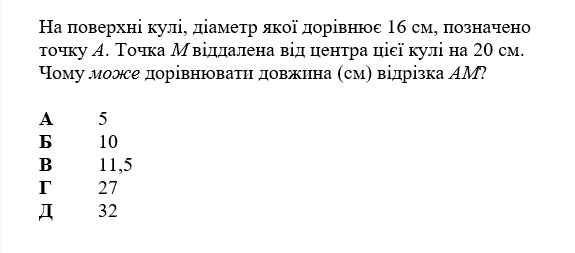 На поверхні кулі, діаметр якої дорівнює 16 см, позначено
точку A. Точка M віддалена від центра цієї кулі на 20 см.
Чому може дорівнювати довжина (см) відрізка AM?
А 5
Б 10
В 11,5
Г 27
Д 32